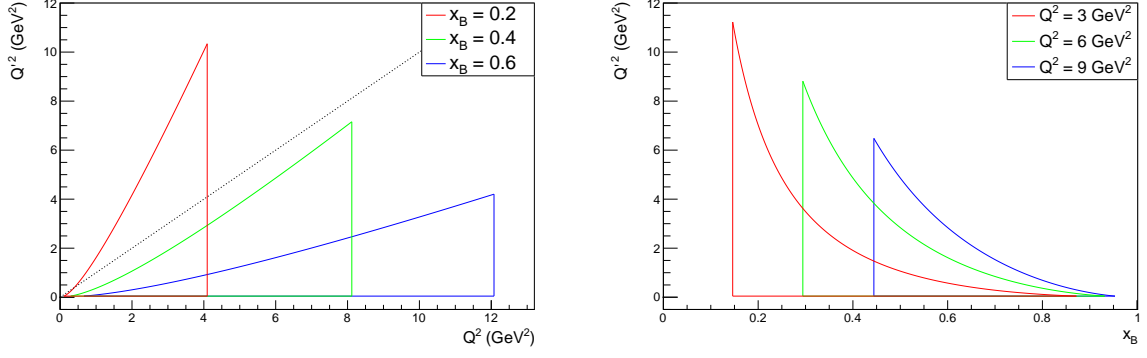 Q'² (GeV²)
12
10
8
6
4
2
0
0 2 4 6 8 10 12
Q² (GeV²)
x_B = 0.2
x_B = 0.4
x_B = 0.6
Q'² (GeV²)
12
10
8
6
4
2
0
0 0.2 0.4 0.6 0.8 1
x_B
Q² = 3 GeV²
Q² = 6 GeV²
Q² = 9 GeV²